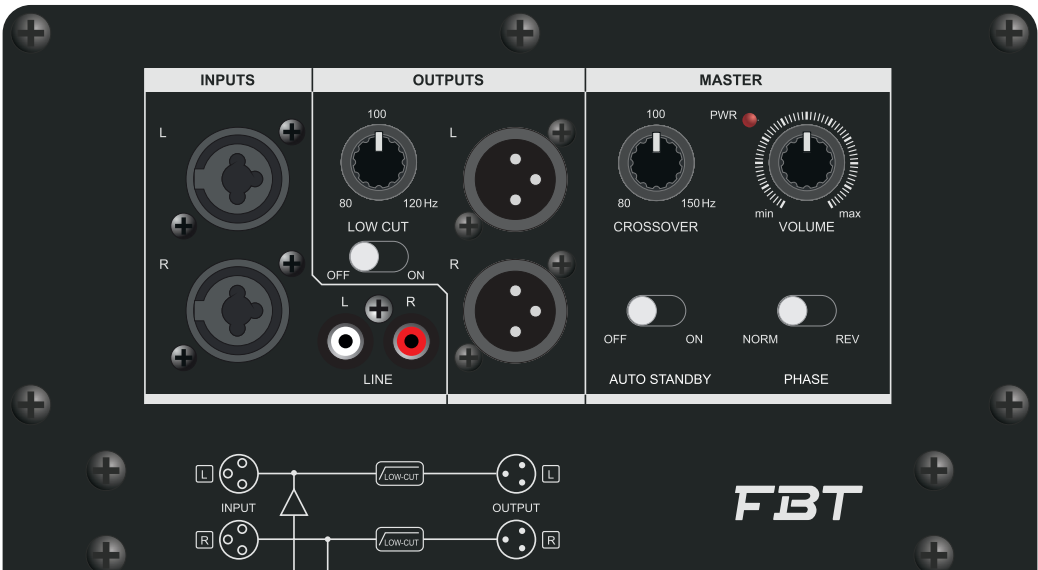 INPUTS
OUTPUTS
MASTER
L
100
80
120 Hz
LOW CUT
OFF
ON
L
100
80
150 Hz
CROSSOVER
PWR
min
max
VOLUME
R
L
R
LINE
R
OFF
ON
AUTO STANDBY
NORM
REV
PHASE
L
LOW-CUT
L
INPUT
OUTPUT
R
LOW-CUT
R
FBT